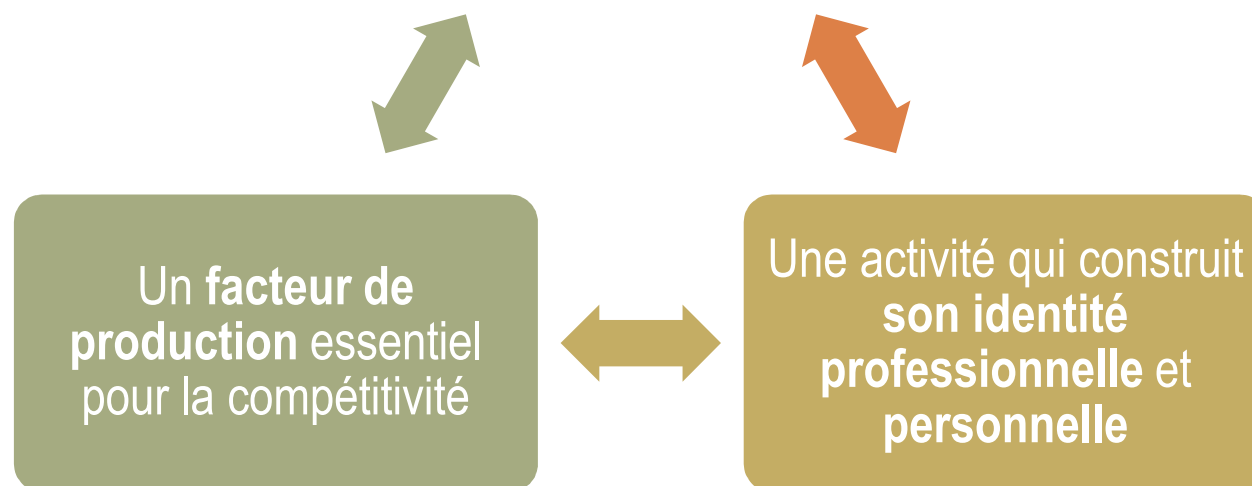 Un facteur de
production essentiel
pour la compétitivité
Une activité qui construit
son identité
professionnelle et
personnelle